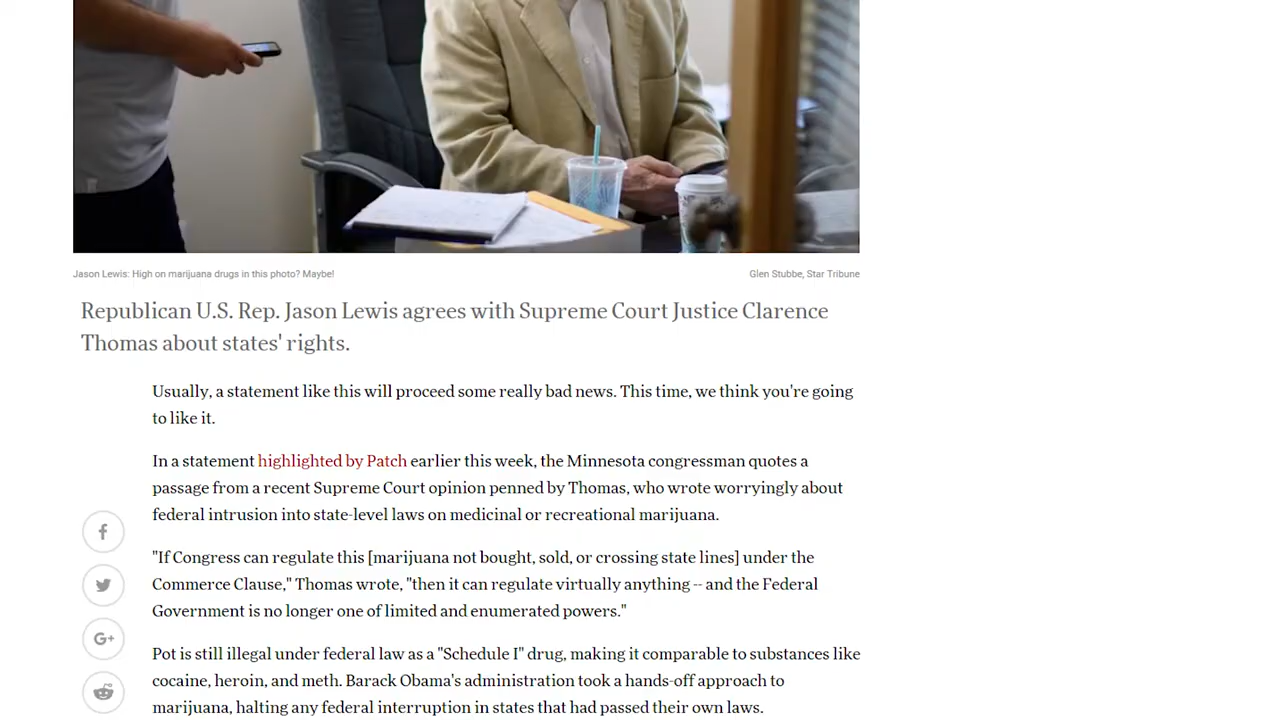 Jason Lewis: High on marijuana drugs in this photo? Maybe!
Glen Stubbe, Star Tribune
Republican U.S. Rep. Jason Lewis agrees with Supreme Court Justice Clarence
Thomas about states' rights.
Usually, a statement like this will proceed some really bad news. This time, we think you're going
to like it.
In a statement highlighted by Patch earlier this week, the Minnesota congressman quotes a
passage from a recent Supreme Court opinion penned by Thomas, who wrote worryingly about
federal intrusion into state-level laws on medicinal or recreational marijuana.
"If Congress can regulate this [marijuana not bought, sold, or crossing state lines] under the
Commerce Clause," Thomas wrote, "then it can regulate virtually anything -- and the Federal
Government is no longer one of limited and enumerated powers."
Pot is still illegal under federal law as a "Schedule I" drug, making it comparable to substances like
cocaine, heroin, and meth. Barack Obama's administration took a hands-off approach to
marijuana, halting any federal interruption in states that had passed their own laws.